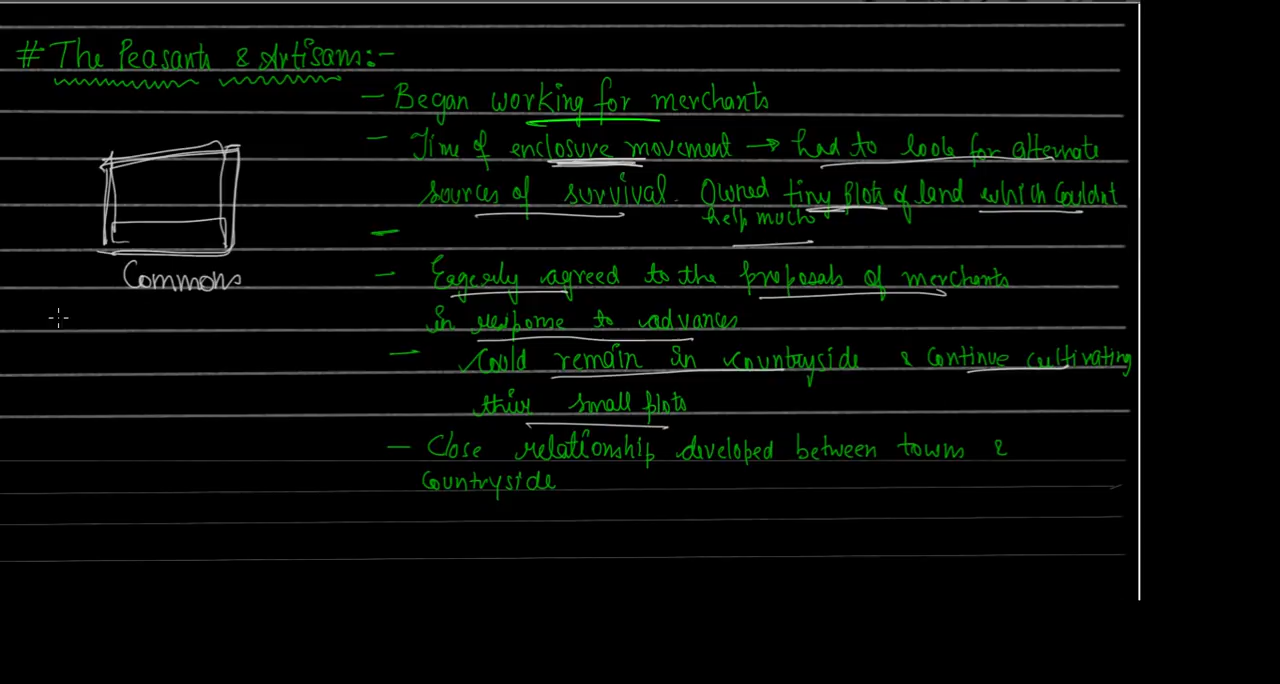 # The Peasants & Artisans:-
- Began working for merchants
- Time of enclosure movement → had to look for alternate
sources of survival. Owned tiny plots of land which couldn't
help much
-
- Eagerly agreed to the proposals of merchants
in response to advances
- Could remain in countryside & continue cultivating
their small plots
- Close relationship developed between towns &
countryside
Commons